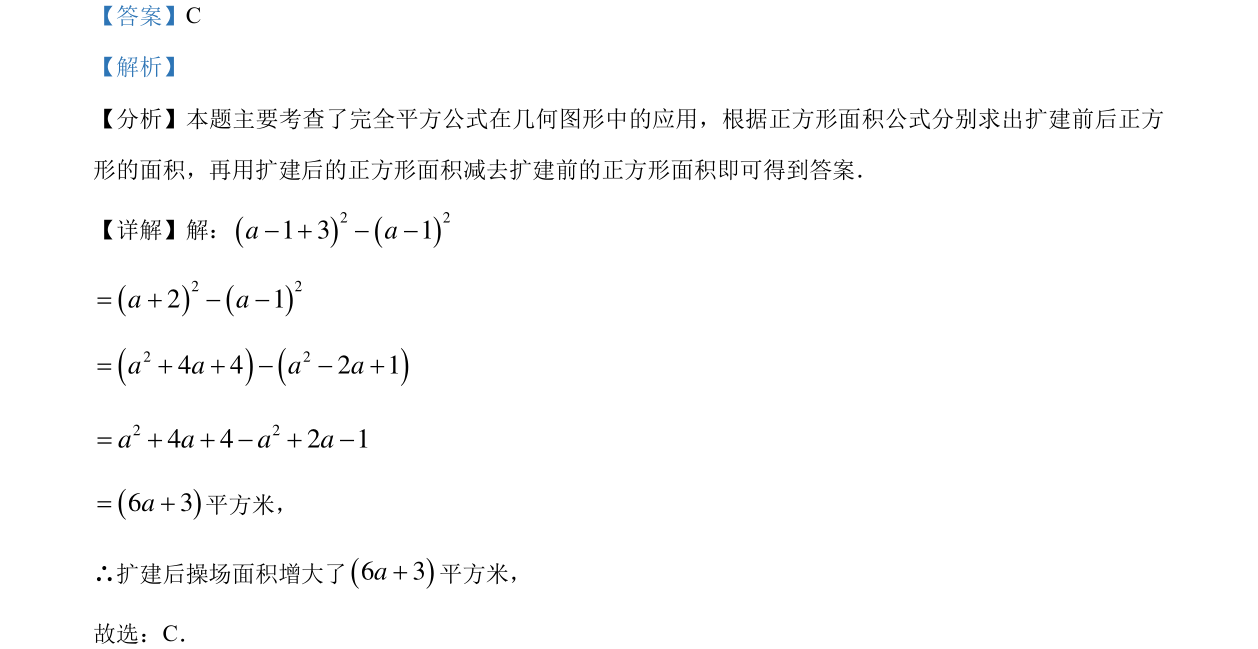 【答案】C
【解析】
【分析】本题主要考查了完全平方公式在几何图形中的应用，根据正方形面积公式分别求出扩建前后正方
形的面积，再用扩建后的正方形面积减去扩建前的正方形面积即可得到答案．
【详解】解：(a−1+3)²−(a−1)²
=(a+2)²−(a−1)²
=(a²+4a+4)−(a²−2a+1)
=a²+4a+4−a²+2a−1
=(6a+3)平方米，
∴扩建后操场面积增大了(6a+3)平方米，
故选：C．